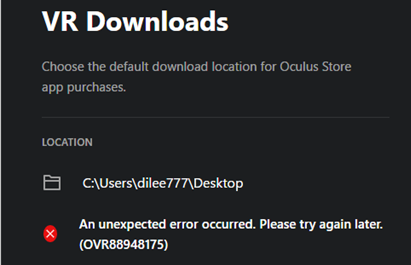 VR Downloads
Choose the default download location for Oculus Store
app purchases.
LOCATION
C:\Users\dilee777\Desktop
An unexpected error occurred. Please try again later.
(OVR88948175)